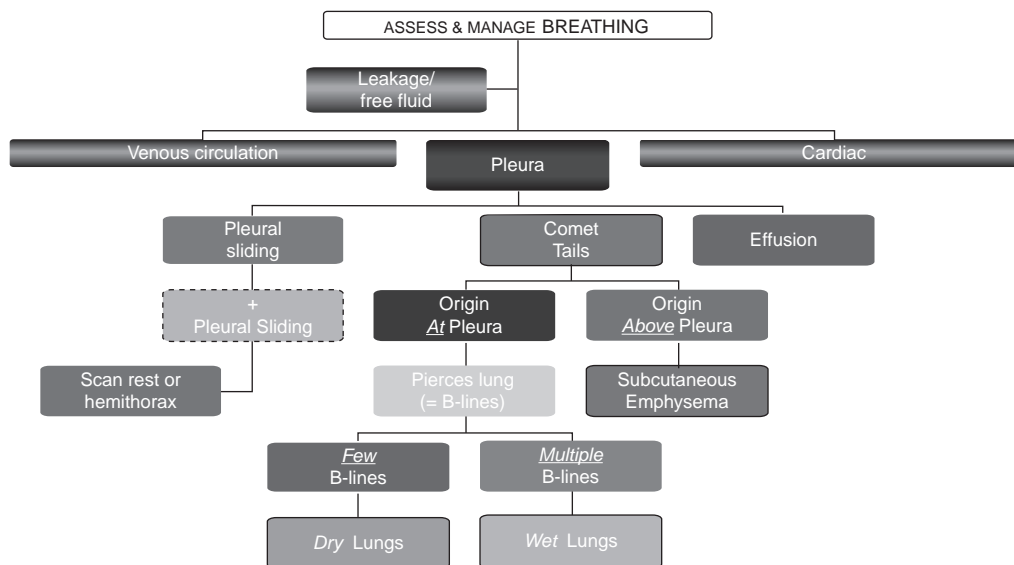 ASSESS & MANAGE BREATHING
Leakage/
free fluid
Venous circulation
Cardiac
Pleura
Pleural
sliding
Comet
Tails
Effusion
+
Pleural Sliding
Origin
At Pleura
Origin
Above Pleura
Scan rest or
hemithorax
Pierces lung
(= B-lines)
Subcutaneous
Emphysema
Few
B-lines
Multiple
B-lines
Dry Lungs
Wet Lungs